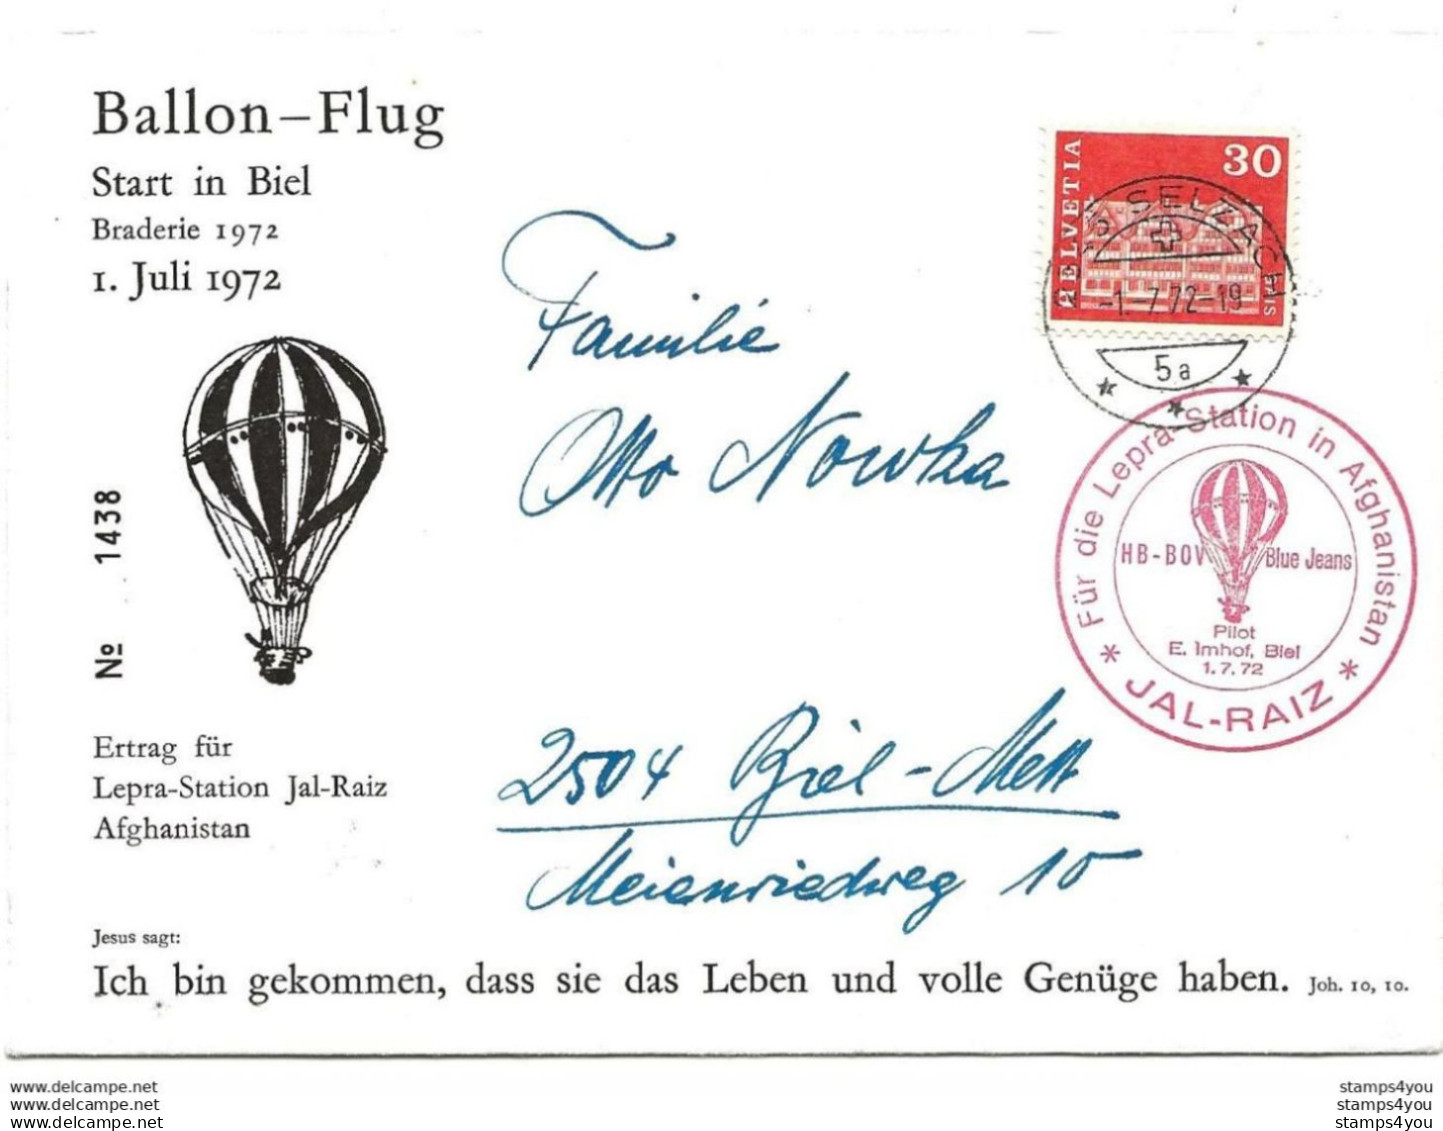 Ballon–Flug
Start in Biel
Braderie 1972
1. Juli 1972
30
HELVETIA
SELZACH
-1.-7.72-19
5a
Familie
Otto Nowka
Nº 1438
Für die Lepra-Station in Afghanistan
HB-BOV Blue Jeans
Pilot
E. Imhof, Biel
1.7.72
* JAL-RAIZ *
2504 Biel-Mett
Meienriedweg 10
Ertrag für
Lepra-Station Jal-Raiz
Afghanistan
Jesus sagt:
Ich bin gekommen, dass sie das Leben und volle Genüge haben. Joh. 10, 10.
www.delcampe.net
www.delcampe.net
www.delcampe.net
stamps4you
stamps4you
stamps4you